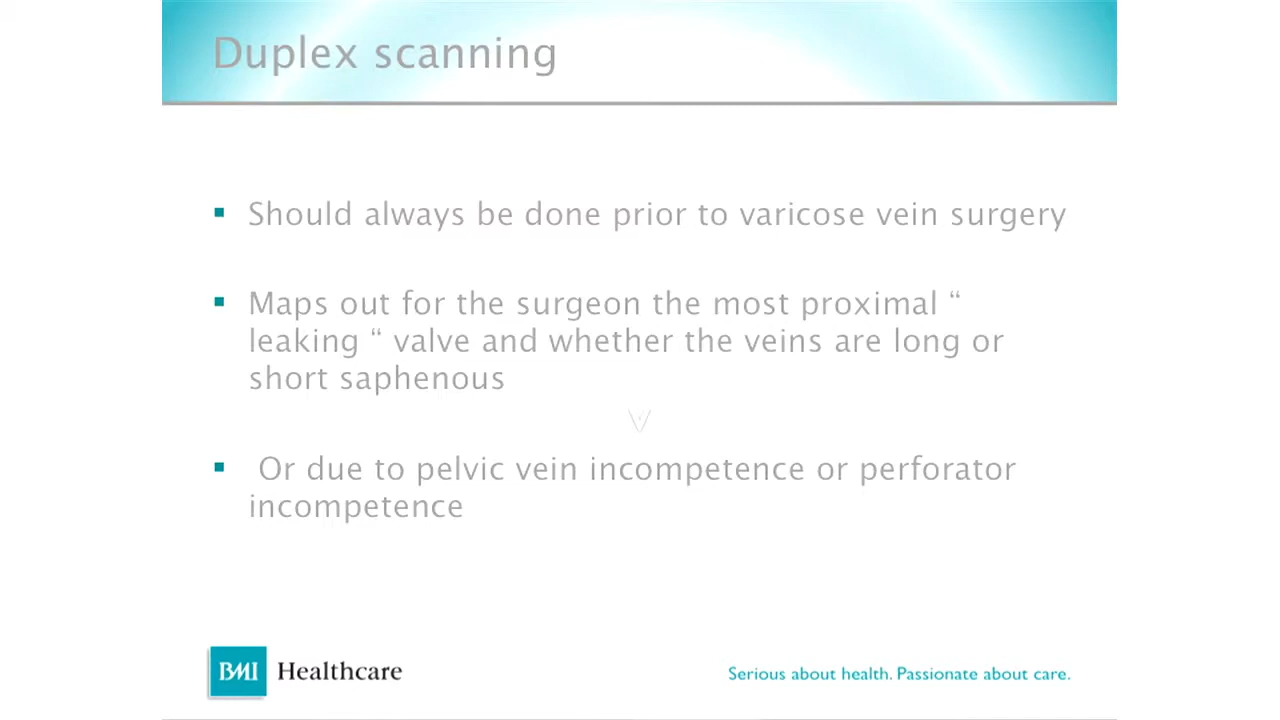 Duplex scanning
Should always be done prior to varicose vein surgery
Maps out for the surgeon the most proximal “
leaking “ valve and whether the veins are long or
short saphenous
Or due to pelvic vein incompetence or perforator
incompetence
BMI Healthcare
Serious about health. Passionate about care.